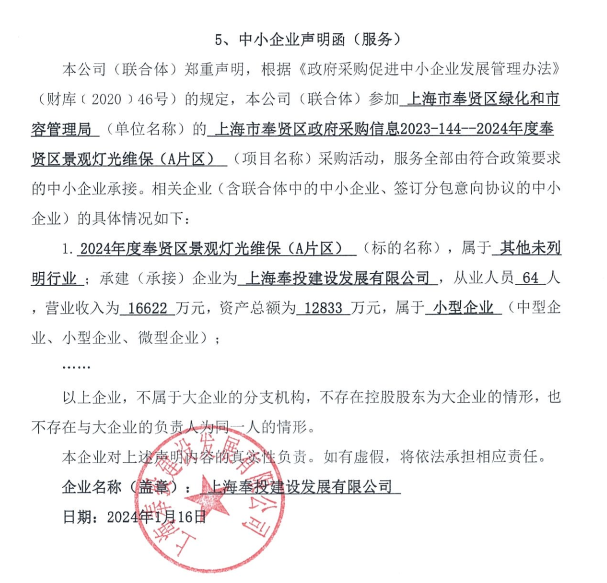 5、中小企业声明函（服务）
本公司（联合体）郑重声明，根据《政府采购促进中小企业发展管理办法》
（财库﹝2020﹞46号）的规定，本公司（联合体）参加 上海市奉贤区绿化和市
容管理局（单位名称）的 上海市奉贤区政府采购信息2023-144--2024年度奉
贤区景观灯光维保（A片区）（项目名称）采购活动，服务全部由符合政策要求
的中小企业承接。相关企业（含联合体中的中小企业、签订分包意向协议的中小
企业）的具体情况如下：
1. 2024年度奉贤区景观灯光维保（A片区）（标的名称），属于 其他未列
明行业 ；承建（承接）企业为 上海奉投建设发展有限公司 ，从业人员 64 人
，营业收入为 16622 万元，资产总额为 12833 万元，属于 小型企业 （中型企
业、小型企业、微型企业）；
……
以上企业，不属于大企业的分支机构，不存在控股股东为大企业的情形，也
不存在与大企业的负责人为同一人的情形。
本企业对上述声明内容的真实性负责。如有虚假，将依法承担相应责任。
企业名称（盖章）： 上海奉投建设发展有限公司
日期：2024年1月16日
上海奉投建设发展有限公司